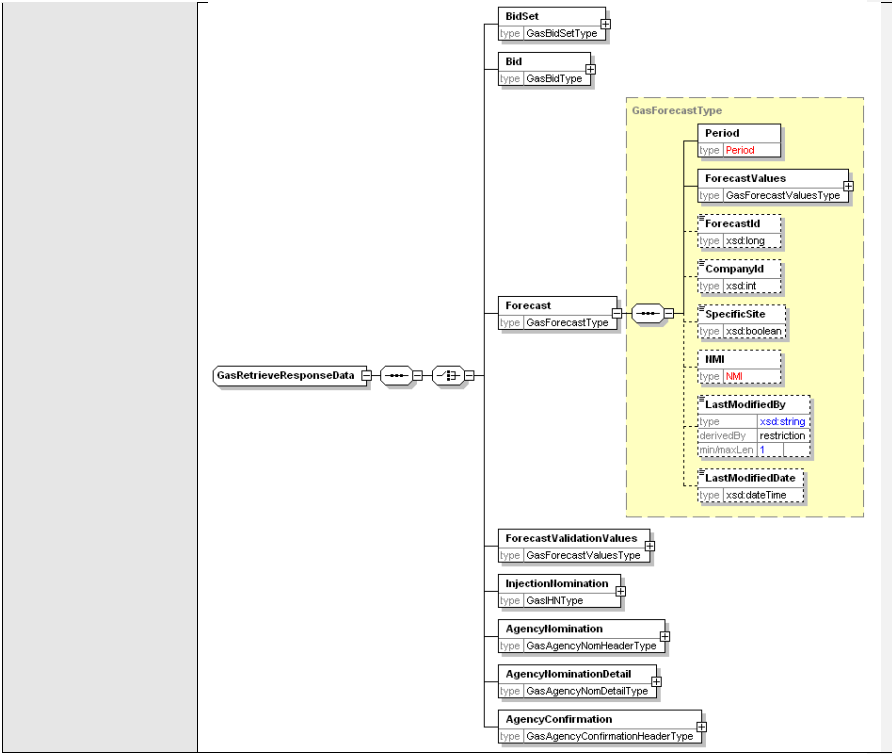 BidSet
type GasBidSetType
Bid
type GasBidType
GasForecastType
Period
type Period
ForecastValues
type GasForecastValuesType
ForecastId
type xsd:long
CompanyId
type xsd:int
Forecast
type GasForecastType
SpecificSite
type xsd:boolean
NMI
type NMI
GasRetrieveResponseData
LastModifiedBy
type xsd:string
derivedBy restriction
min/maxLen 1
LastModifiedDate
type xsd:dateTime
ForecastValidationValues
type GasForecastValuesType
InjectionNomination
type GasIHNType
AgencyNomination
type GasAgencyNomHeaderType
AgencyNominationDetail
type GasAgencyNomDetailType
AgencyConfirmation
type GasAgencyConfirmationHeaderType